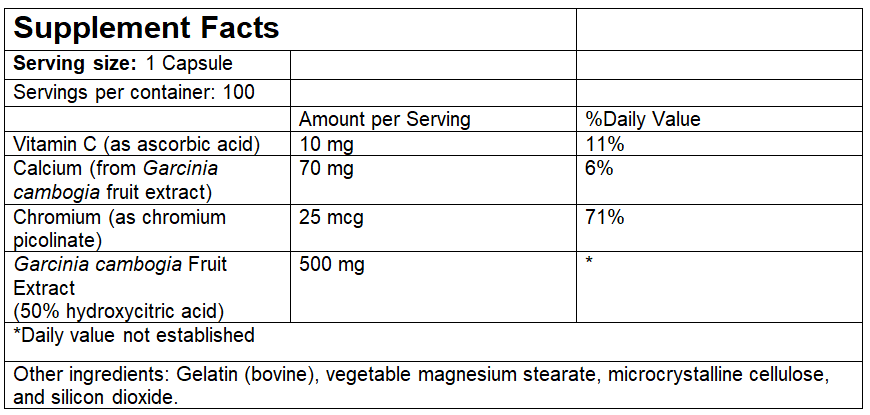 Supplement Facts
Serving size: 1 Capsule
Servings per container: 100
Amount per Serving %Daily Value
Vitamin C (as ascorbic acid) 10 mg 11%
Calcium (from Garcinia 70 mg 6%
cambogia fruit extract)
Chromium (as chromium 25 mcg 71%
picolinate)
Garcinia cambogia Fruit 500 mg *
Extract
(50% hydroxycitric acid)
*Daily value not established
Other ingredients: Gelatin (bovine), vegetable magnesium stearate, microcrystalline cellulose,
and silicon dioxide.